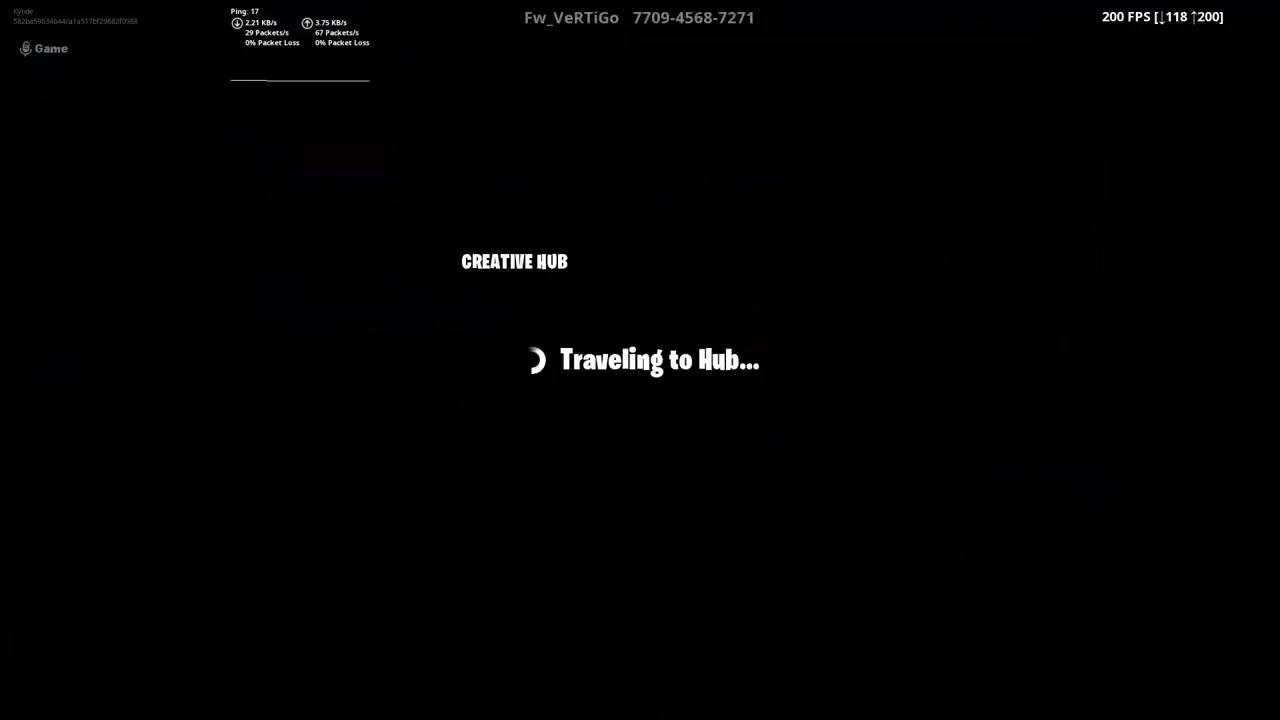 Kynde
Game
Ping: 17
2.21 KB/s 3.75 KB/s
29 Packets/s 67 Packets/s
0% Packet Loss 0% Packet Loss
Fw_VeRTiGo 7709-4568-7271
200 FPS [↓118 ↑200]
CREATIVE HUB
Traveling to Hub...